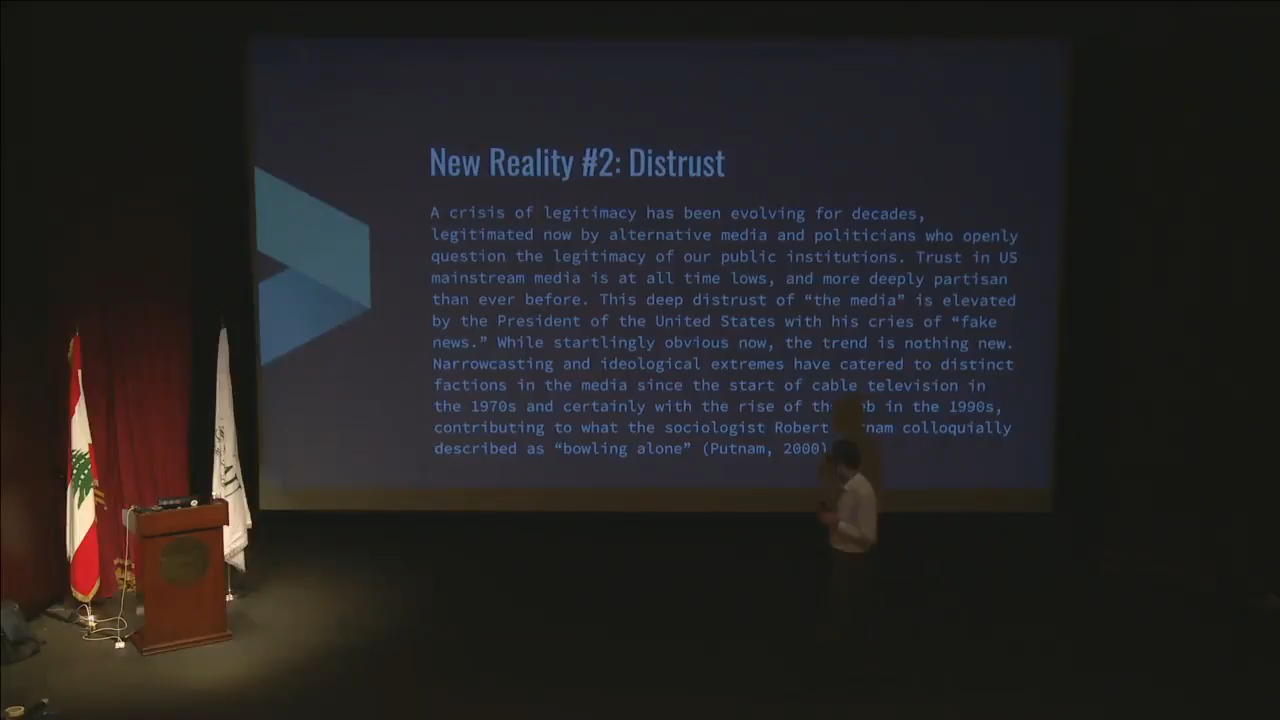 New Reality #2: Distrust
A crisis of legitimacy has been evolving for decades,
legitimated now by alternative media and politicians who openly
question the legitimacy of our public institutions. Trust in US
mainstream media is at all time lows, and more deeply partisan
than ever before. This deep distrust of “the media” is elevated
by the President of the United States with his cries of “fake
news.” While startlingly obvious now, the trend is nothing new.
Narrowcasting and ideological extremes have catered to distinct
factions in the media since the start of cable television in
the 1970s and certainly with the rise of in the 1990s,
contributing to what the sociologist Robert colloquially
described as “bowling alone” (Putnam, 2000)